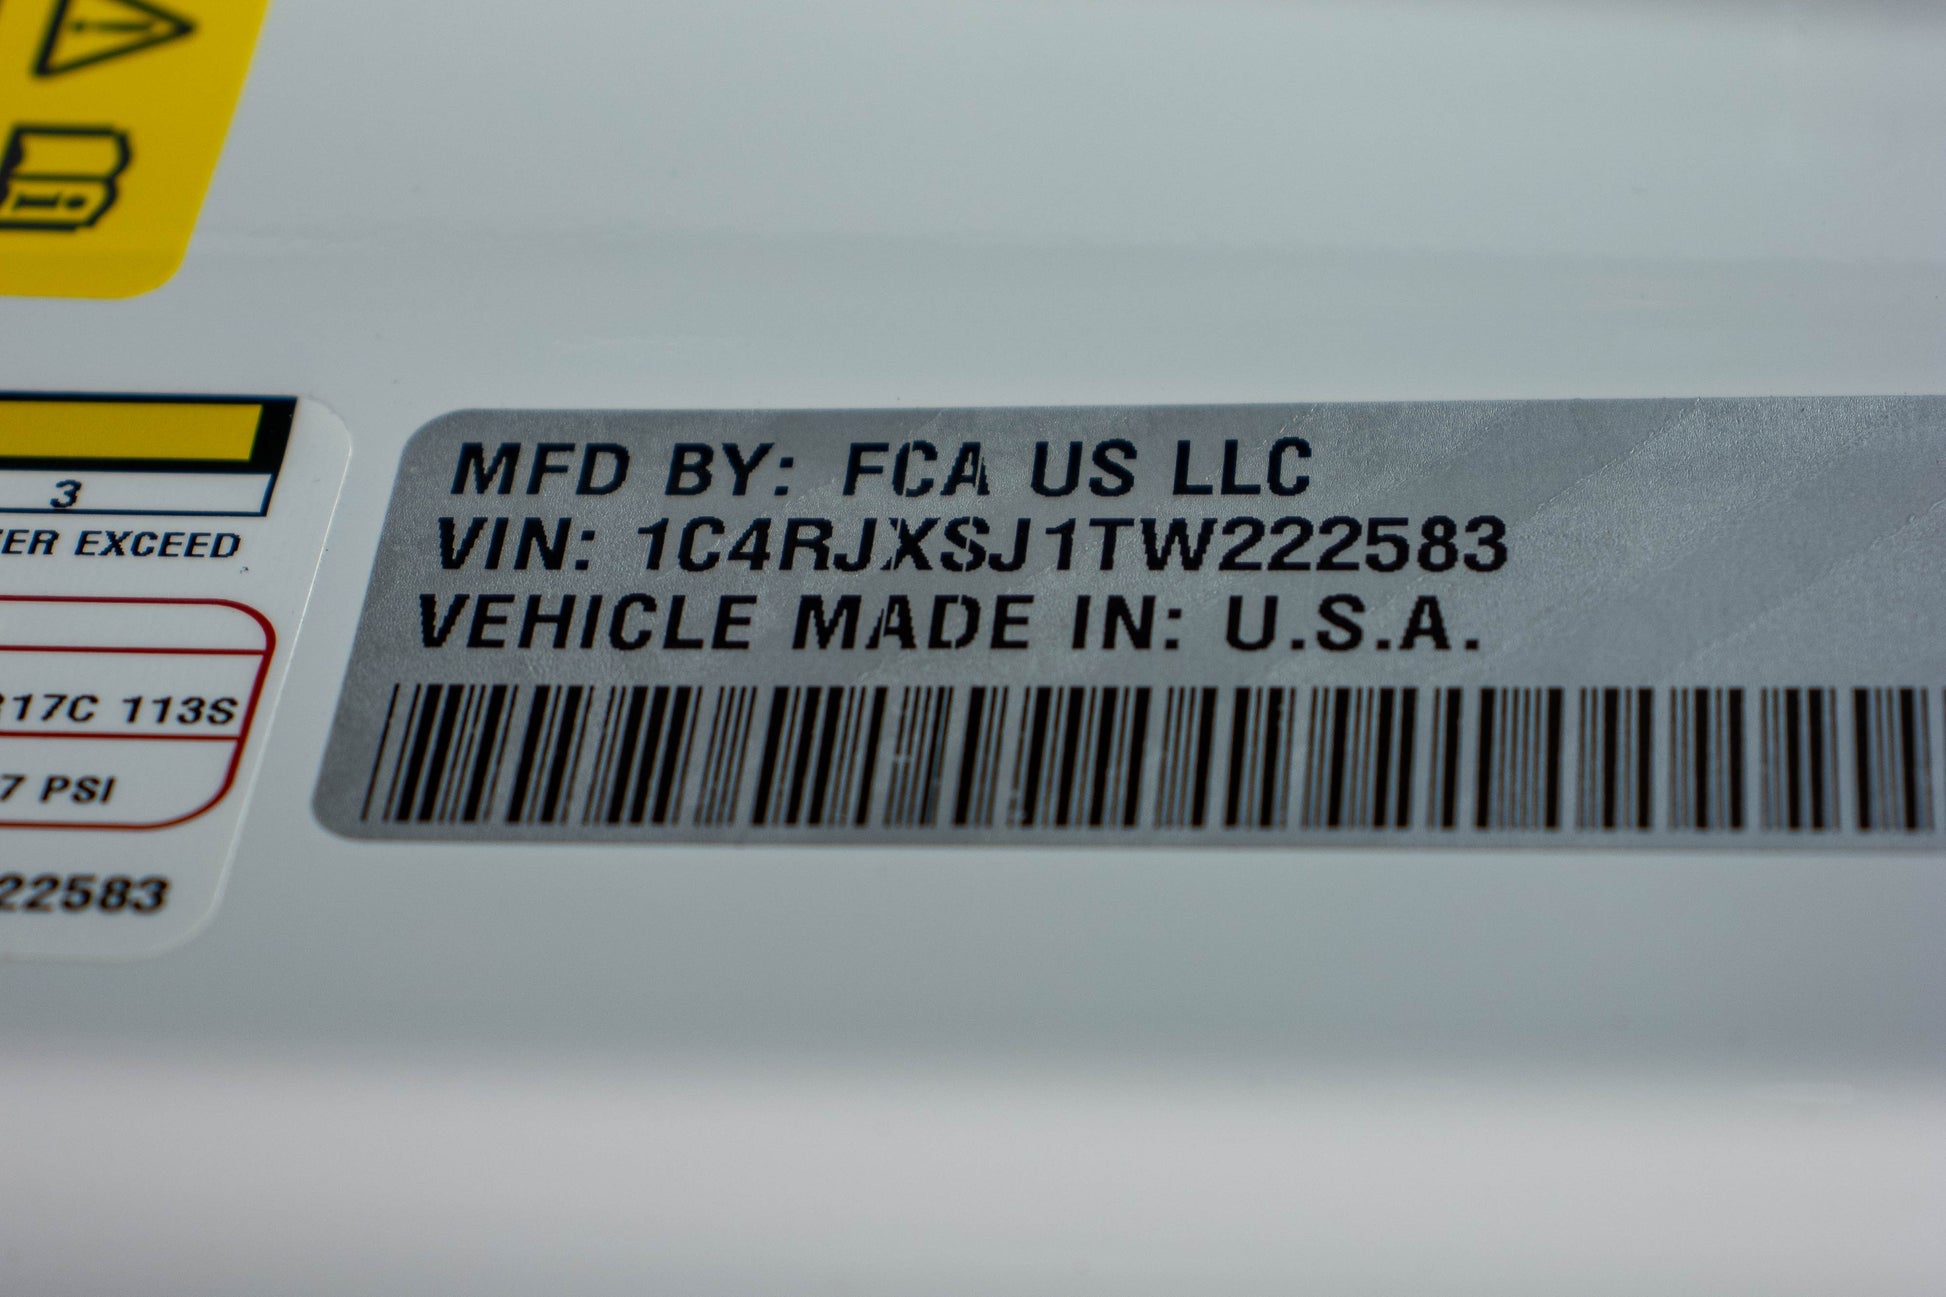 3
ER EXCEED
17C 113S
7 PSI
22583
MFD BY: FCA US LLC
VIN: 1C4RJXSJ1TW222583
VEHICLE MADE IN: U.S.A.